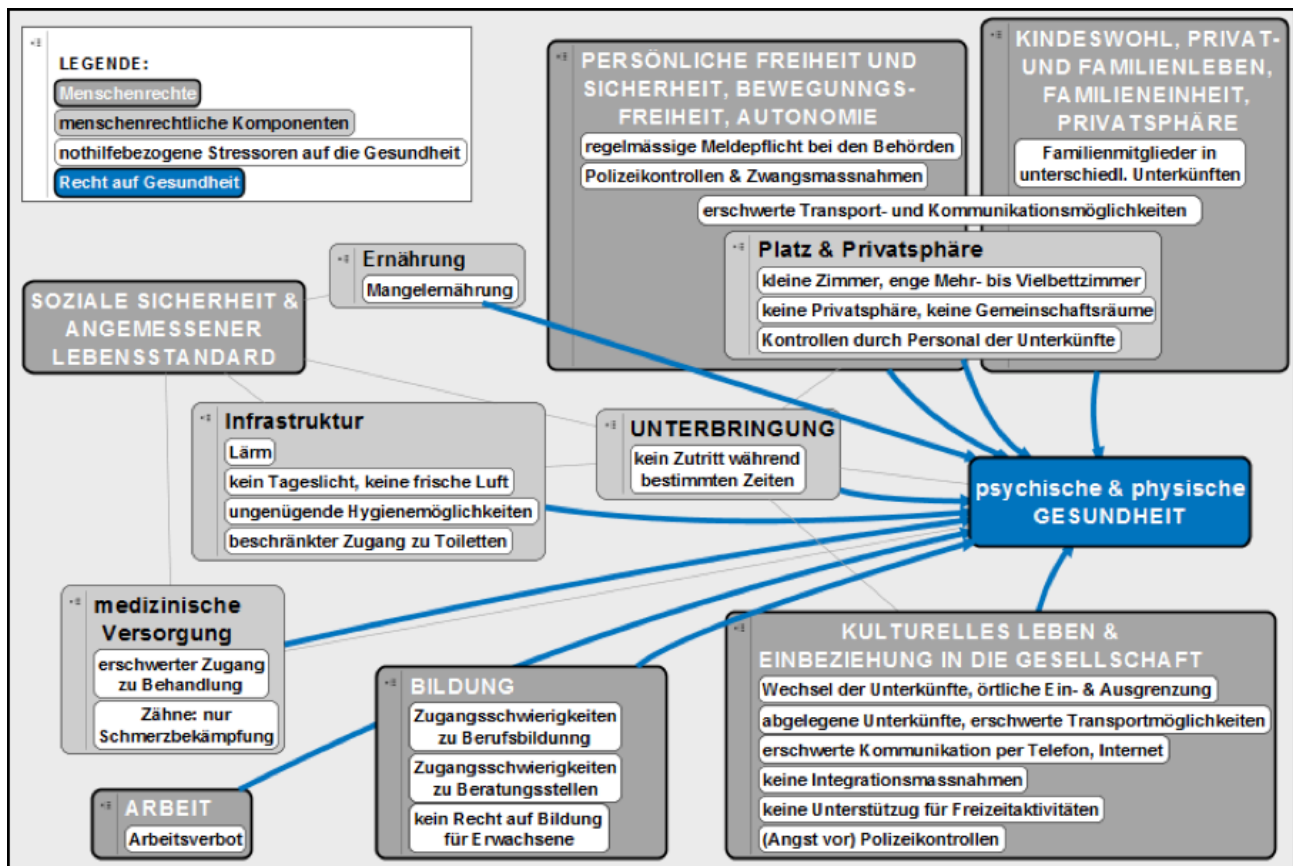 LEGENDE:
Menschenrechte
menschenrechtliche Komponenten
nothilfebezogene Stressoren auf die Gesundheit
Recht auf Gesundheit
PERSÖNLICHE FREIHEIT UND
SICHERHEIT, BEWEGUNNGS-
FREIHEIT, AUTONOMIE
regelmässige Meldepflicht bei den Behörden
Polizeikontrollen & Zwangsmassnahmen
KINDESWOHL, PRIVAT-
UND FAMILIENLEBEN,
FAMILIENEINHEIT,
PRIVATSPHÄRE
Familienmitglieder in
unterschiedl. Unterkünften
erschwerte Transport- und Kommunikationsmöglichkeiten
Platz & Privatsphäre
kleine Zimmer, enge Mehr- bis Vielbettzimmer
keine Privatsphäre, keine Gemeinschaftsräume
Kontrollen durch Personal der Unterkünfte
Ernährung
Mangelernährung
SOZIALE SICHERHEIT &
ANGEMESSENER
LEBENSSTANDARD
Infrastruktur
Lärm
kein Tageslicht, keine frische Luft
ungenügende Hygienemöglichkeiten
beschränkter Zugang zu Toiletten
UNTERBRINGUNG
kein Zutritt während
bestimmten Zeiten
psychische & physische
GESUNDHEIT
medizinische
Versorgung
erschwerter Zugang
zu Behandlung
Zähne: nur
Schmerzbekämpfung
ARBEIT
Arbeitsverbot
BILDUNG
Zugangsschwierigkeiten
zu Berufsbildunng
Zugangsschwierigkeiten
zu Beratungsstellen
kein Recht auf Bildung
für Erwachsene
KULTURELLES LEBEN &
EINBEZIEHUNG IN DIE GESELLSCHAFT
Wechsel der Unterkünfte, örtliche Ein- & Ausgrenzung
abgelegene Unterkünfte, erschwerte Transportmöglichkeiten
erschwerte Kommunikation per Telefon, Internet
keine Integrationsmassnahmen
keine Unterstützug für Freizeitaktivitäten
(Angst vor) Polizeikontrollen